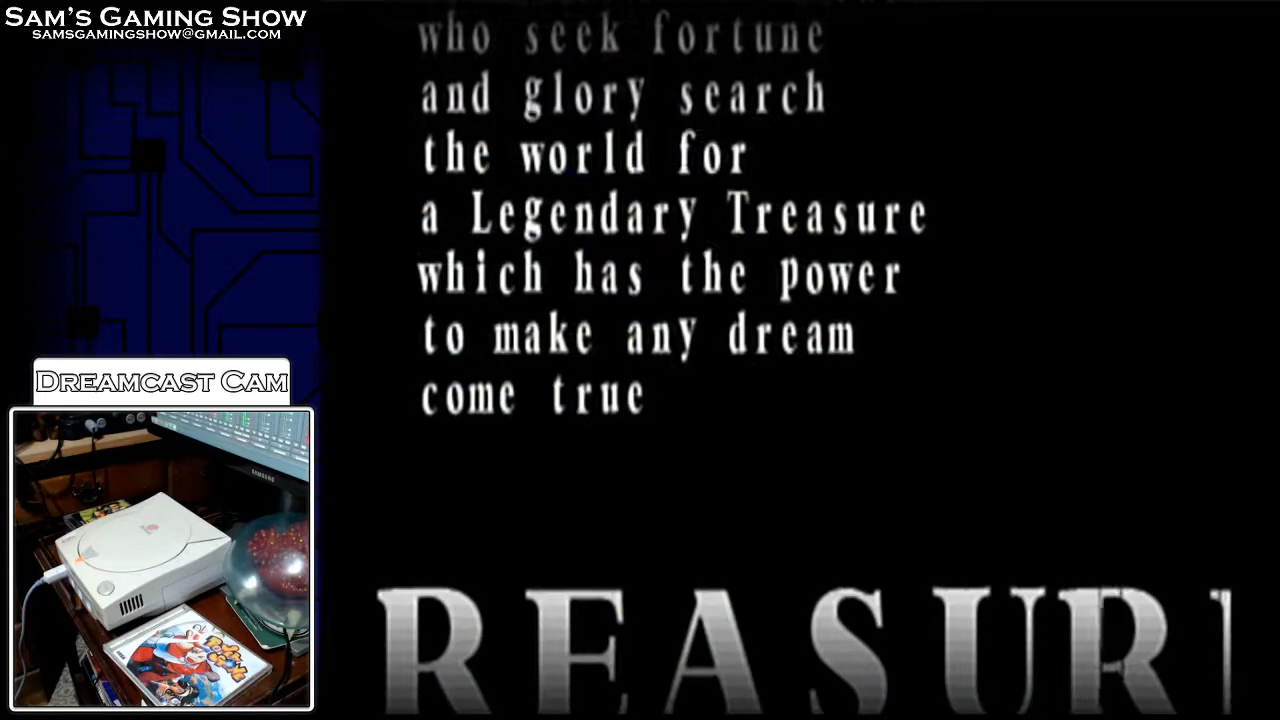 Sam's Gaming Show
samsgamingshow@gmail.com
who seek fortune
and glory search
the world for
a Legendary Treasure
which has the power
to make any dream
come true
Dreamcast Cam
SAMSUNG
REASUR